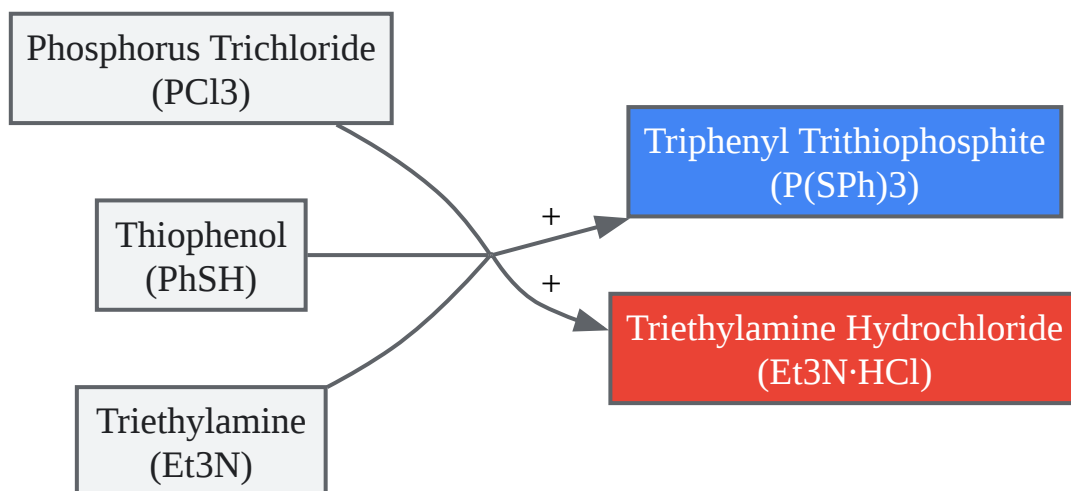 Phosphorus Trichloride
(PCl3)
Thiophenol
(PhSH)
Triethylamine
(Et3N)
+
+
Triphenyl Trithiophosphite
(P(SPh)3)
Triethylamine Hydrochloride
(Et3N·HCl)